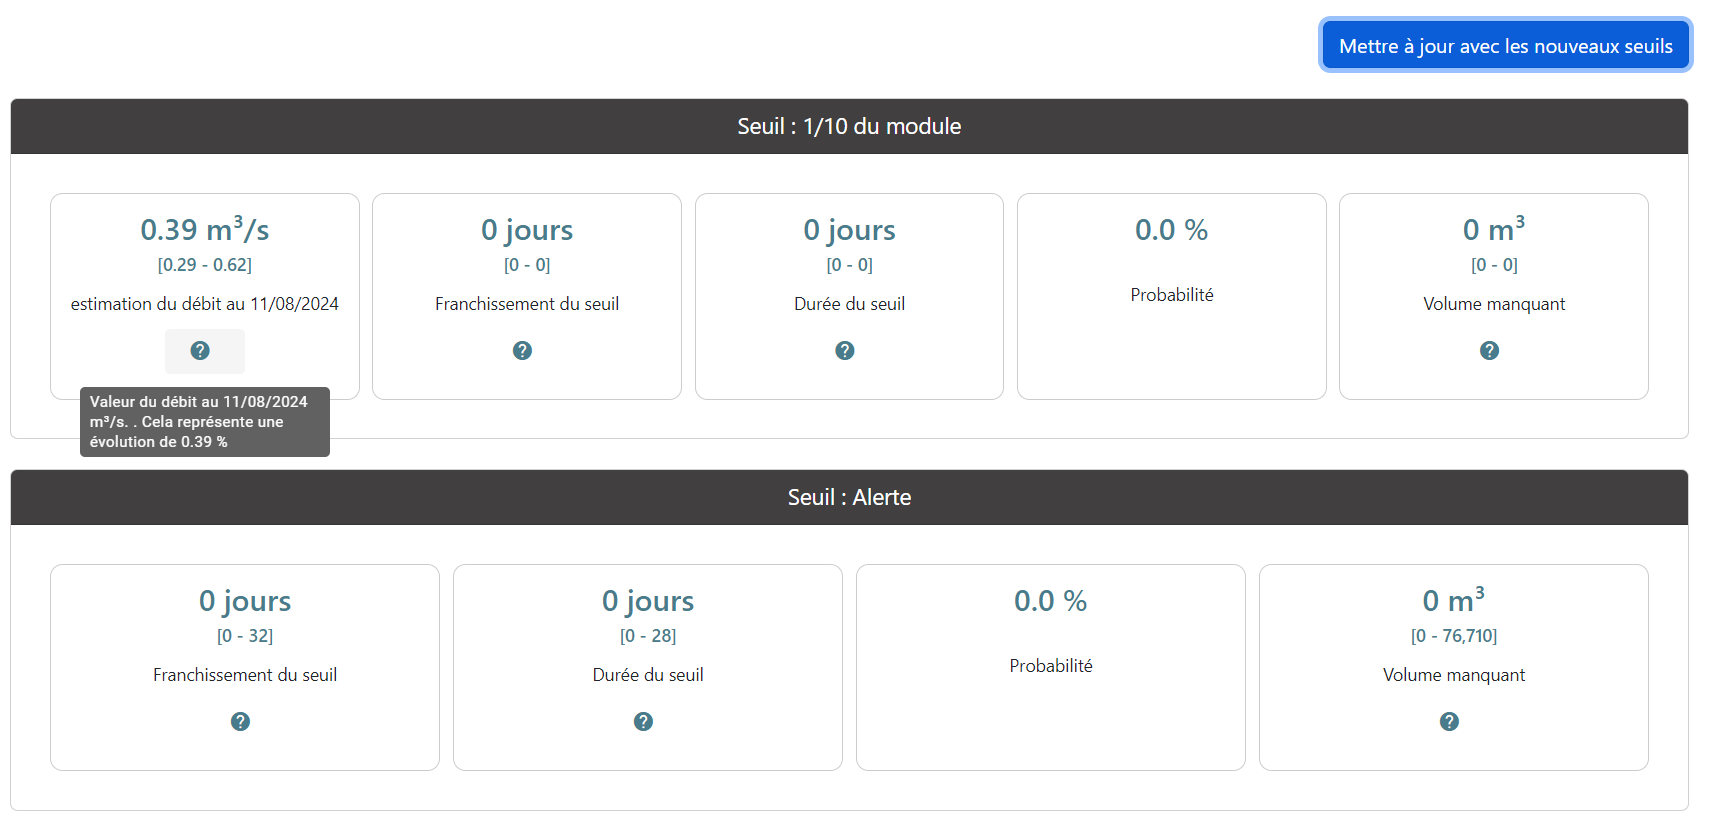 Mettre à jour avec les nouveaux seuils
Seuil : 1/10 du module
0.39 m³/s
[0.29 - 0.62]
estimation du débit au 11/08/2024
0 jours
[0 - 0]
Franchissement du seuil
0 jours
[0 - 0]
Durée du seuil
0.0 %
Probabilité
0 m³
[0 - 0]
Volume manquant
Valeur du débit au 11/08/2024
m³/s. . Cela représente une
évolution de 0.39 %
Seuil : Alerte
0 jours
[0 - 32]
Franchissement du seuil
0 jours
[0 - 28]
Durée du seuil
0.0 %
Probabilité
0 m³
[0 - 76,710]
Volume manquant